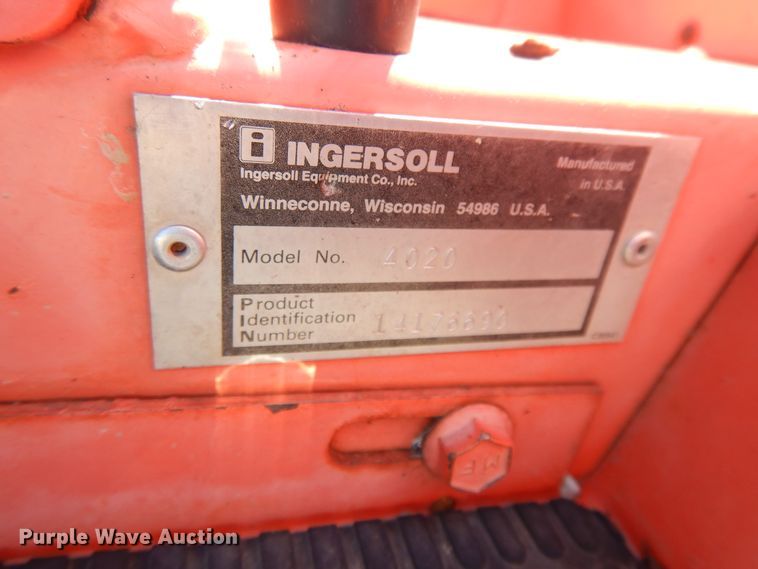 i INGERSOLL
Ingersoll Equipment Co., Inc.
Manufactured
in U.S.A.
Winneconne, Wisconsin 54986 U.S.A.
Model No. 4020
Product
Identification
Number
MF
Purple Wave Auction